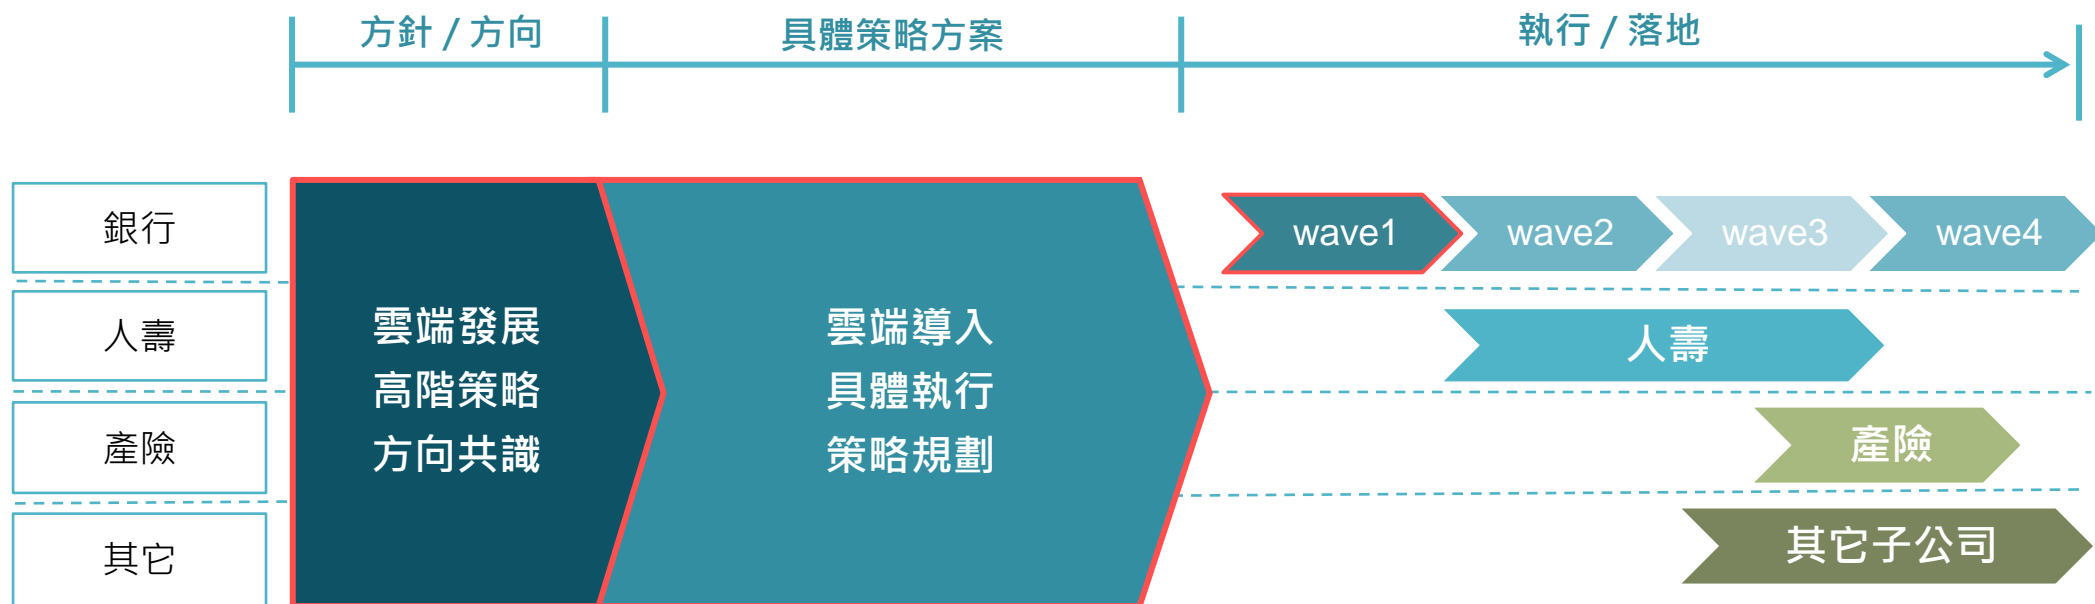 方針 / 方向
具體策略方案
執行 / 落地
銀行
wave1
wave2
wave3
wave4
人壽
人壽
產險
產險
其它
其它子公司
雲端發展
高階策略
方向共識
雲端導入
具體執行
策略規劃